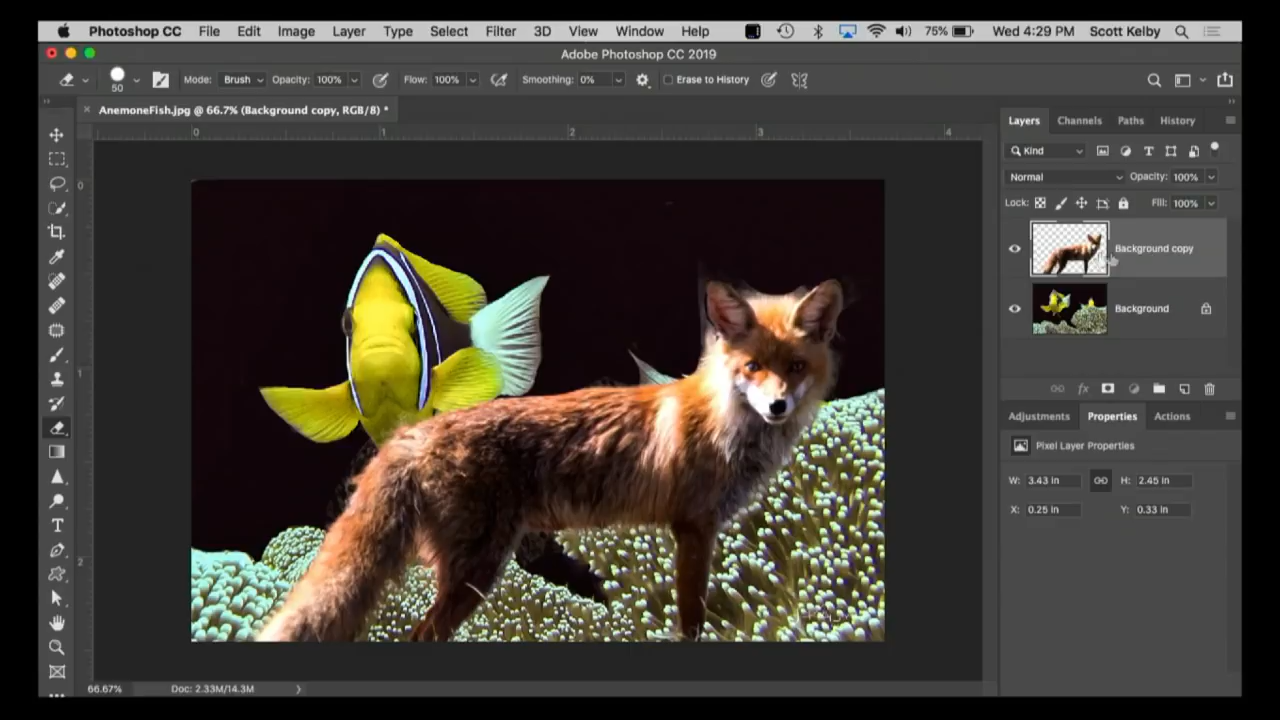 Photoshop CC File Edit Image Layer Type Select Filter 3D View Window Help 75% Wed 4:29 PM Scott Kelby
Adobe Photoshop CC 2019
50 Mode: Brush Opacity: 100% Flow: 100% Smoothing: 0% Erase to History
× AnemoneFish.jpg @ 66.7% (Background copy, RGB/8) *
0 1 2 3 4
0
1
2
Layers Channels Paths History
Kind
Normal Opacity: 100%
Lock: Fill: 100%
Background copy
Background
Adjustments Properties Actions
Pixel Layer Properties
W: 3.43 in H: 2.45 in
X: 0.25 in Y: 0.33 in
66.67% Doc: 2.33M/14.3M